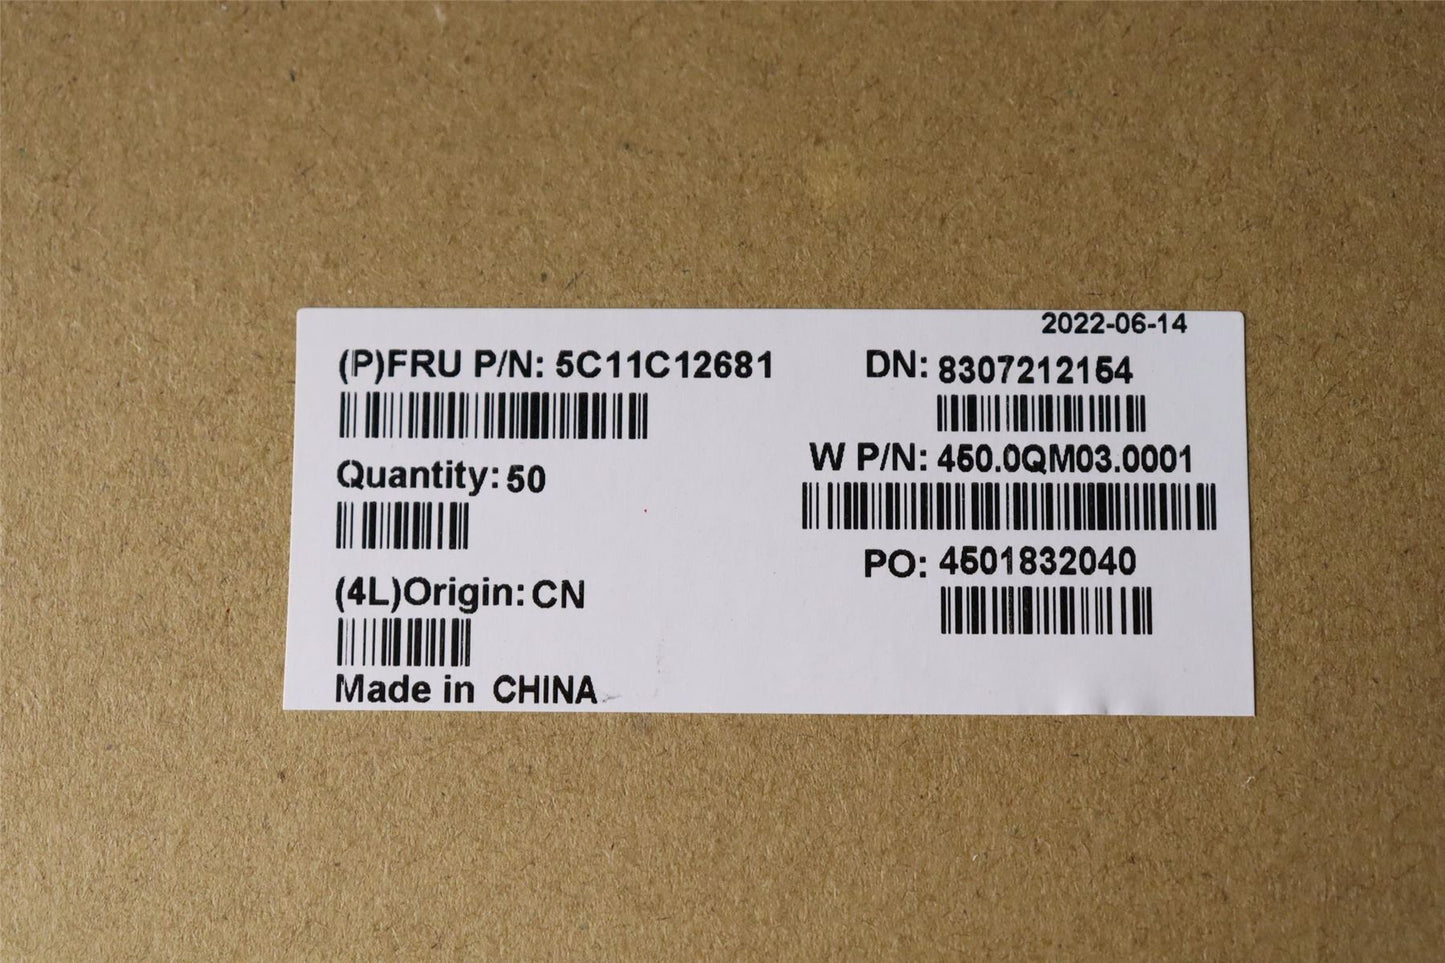 2022-06-14
(P)FRU P/N: 5C11C12681
DN: 8307212154
W P/N: 450.0QM03.0001
Quantity: 50
PO: 4501832040
(4L)Origin: CN
Made in CHINA